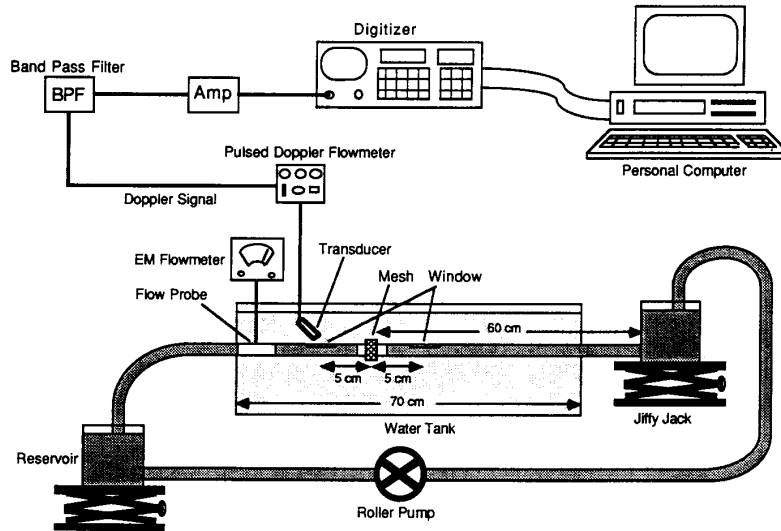 Digitizer
Band Pass Filter
BPF
Amp
Pulsed Doppler Flowmeter
Personal Computer
Doppler Signal
Transducer
EM Flowmeter
Mesh
Window
Flow Probe
60 cm
5 cm
5 cm
70 cm
Water Tank
Jiffy Jack
Reservoir
Roller Pump